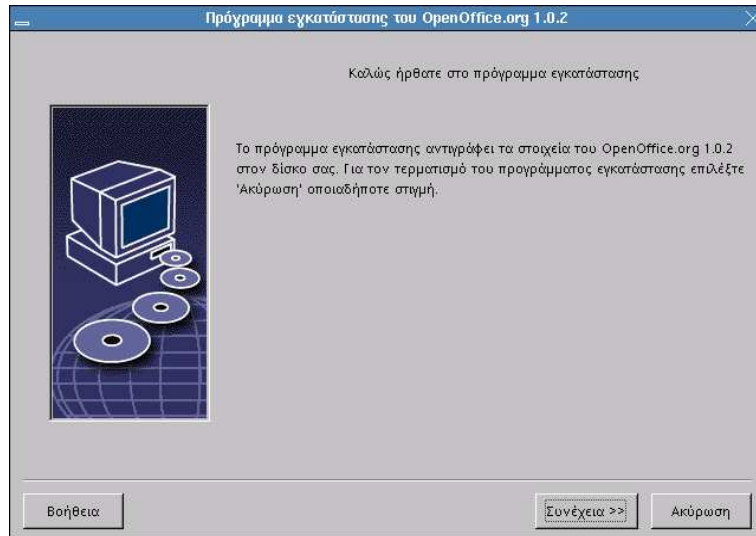 Πρόγραμμα εγκατάστασης του OpenOffice.org 1.0.2
Καλώς ήρθατε στο πρόγραμμα εγκατάστασης
Το πρόγραμμα εγκατάστασης αντιγράφει τα στοιχεία του OpenOffice.org 1.0.2
στον δίσκο σας. Για τον τερματισμό του προγράμματος εγκατάστασης επιλέξτε
'Ακύρωση' οποιαδήποτε στιγμή.
Βοήθεια
Συνέχεια >>
Ακύρωση